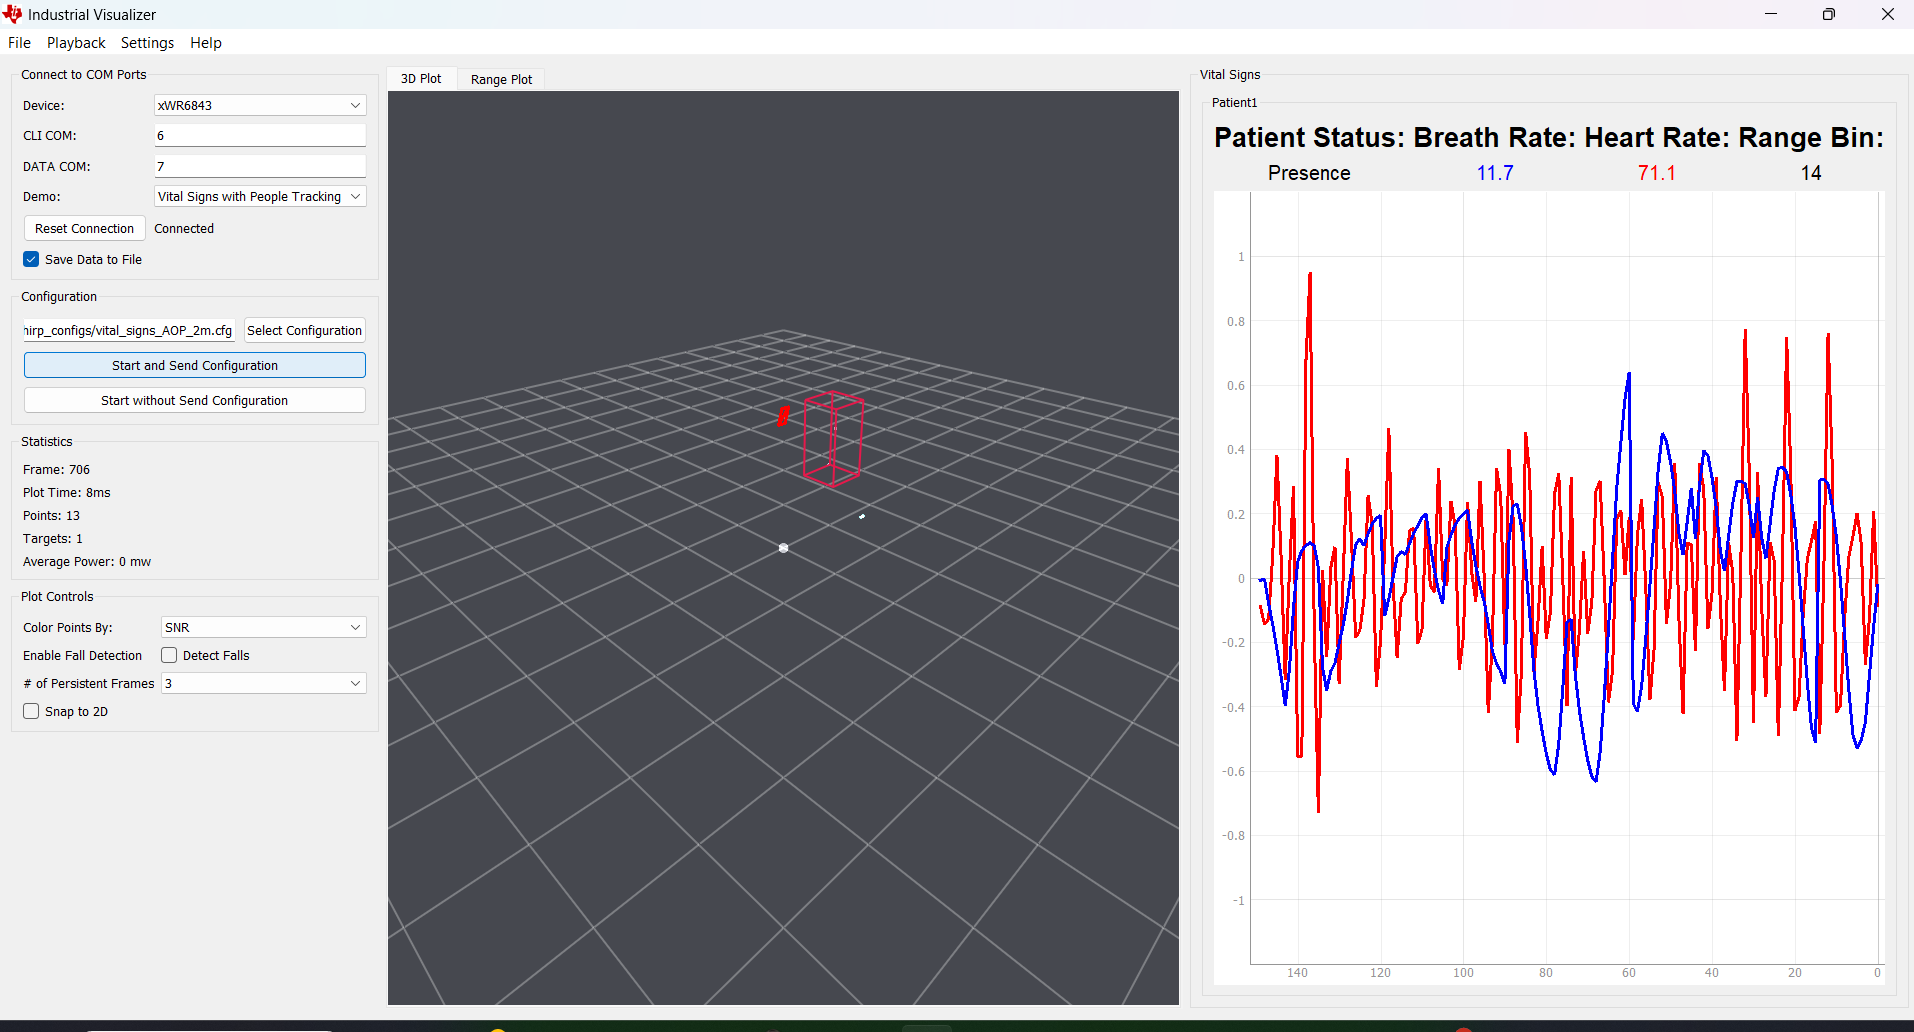 Industrial Visualizer
File Playback Settings Help
Connect to COM Ports
Device: xWR6843
CLI COM: 6
DATA COM: 7
Demo: Vital Signs with People Tracking
Reset Connection Connected
Save Data to File
Configuration
hirp_configs/vital_signs_AOP_2m.cfg Select Configuration
Start and Send Configuration
Start without Send Configuration
Statistics
Frame: 706
Plot Time: 8ms
Points: 13
Targets: 1
Average Power: 0 mw
Plot Controls
Color Points By: SNR
Enable Fall Detection Detect Falls
# of Persistent Frames 3
Snap to 2D
3D Plot Range Plot
Vital Signs
Patient1
Patient Status: Breath Rate: Heart Rate: Range Bin:
Presence 11.7 71.1 14
1
0.8
0.6
0.4
0.2
0
-0.2
-0.4
-0.6
-0.8
-1
140 120 100 80 60 40 20 0